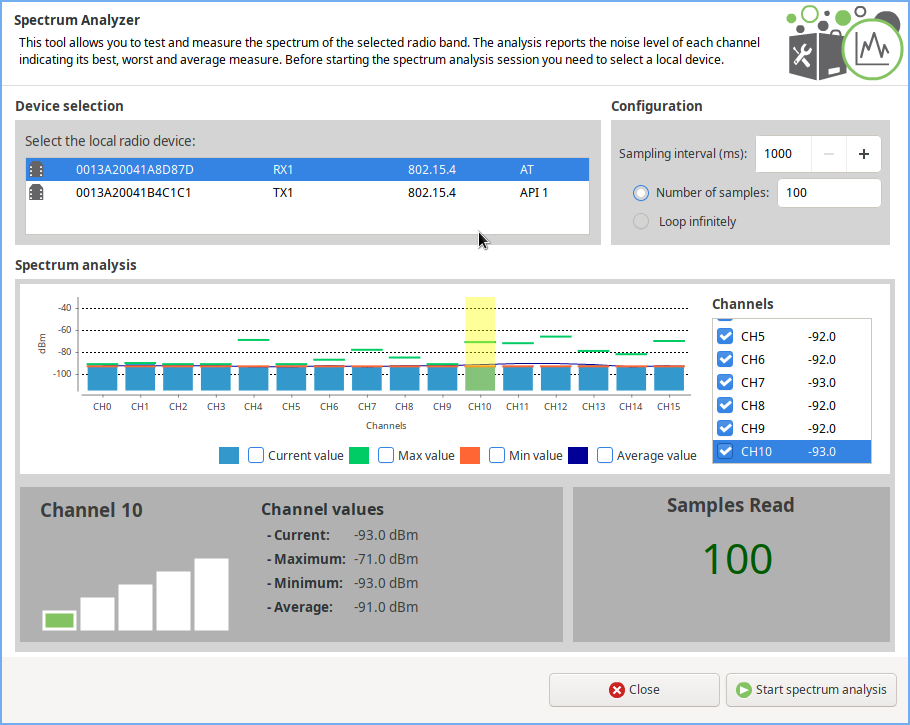 Spectrum Analyzer
This tool allows you to test and measure the spectrum of the selected radio band. The analysis reports the noise level of each channel
indicating its best, worst and average measure. Before starting the spectrum analysis session you need to select a local device.
Device selection
Configuration
Select the local radio device:
0013A20041A8D87D RX1 802.15.4 AT
0013A20041B4C1C1 TX1 802.15.4 API 1
Sampling interval (ms): 1000 − +
Number of samples: 100
Loop infinitely
Spectrum analysis
-40
-60
-80
-100
dBm
CH0 CH1 CH2 CH3 CH4 CH5 CH6 CH7 CH8 CH9 CH10 CH11 CH12 CH13 CH14 CH15
Channels
Current value Max value Min value Average value
Channels
CH5 -92.0
CH6 -92.0
CH7 -93.0
CH8 -92.0
CH9 -92.0
CH10 -93.0
Channel 10
Channel values
- Current: -93.0 dBm
- Maximum: -71.0 dBm
- Minimum: -93.0 dBm
- Average: -91.0 dBm
Samples Read
100
Close
Start spectrum analysis